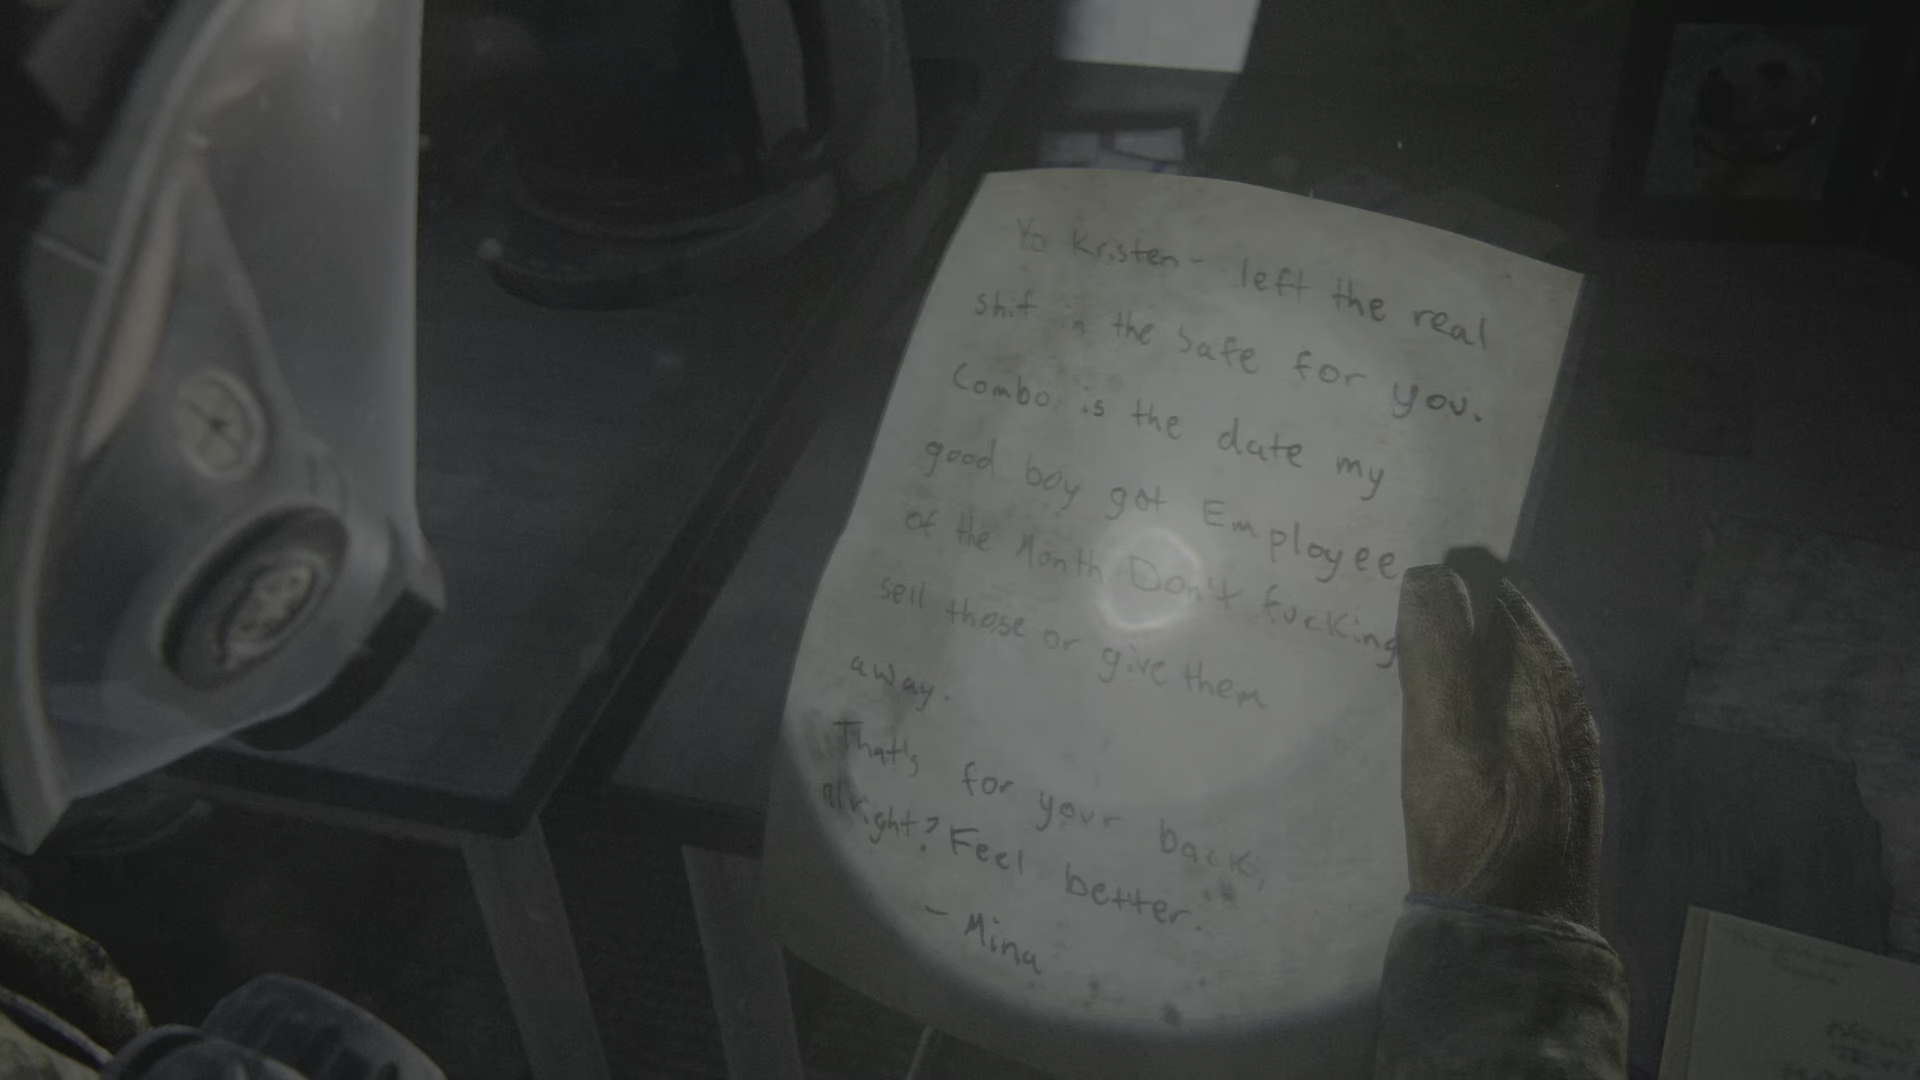 Yo Kristen - left the real
shit in the safe for you.
Combo is the date my
good boy got Employee
of the Month Don't fucking
sell those or give them
away.
That's for your back,
alright? Feel better.
- Mina